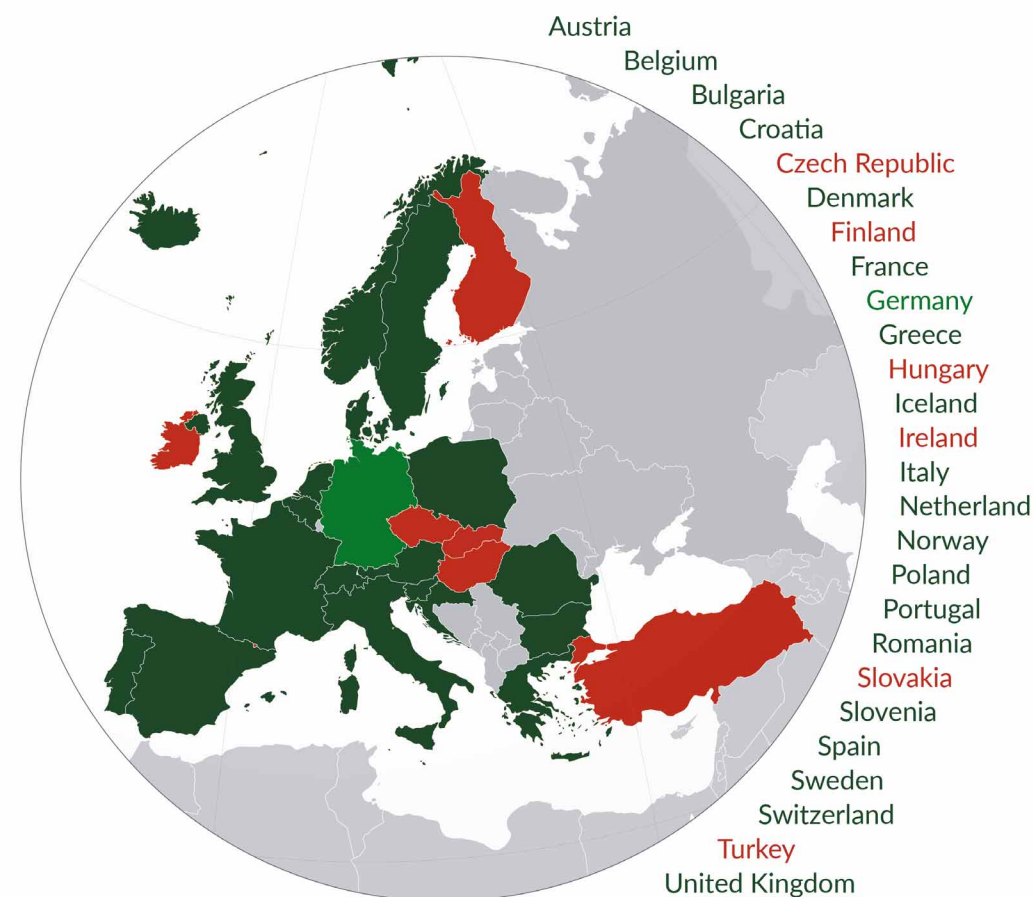 Austria
Belgium
Bulgaria
Croatia
Czech Republic
Denmark
Finland
France
Germany
Greece
Hungary
Iceland
Ireland
Italy
Netherland
Norway
Poland
Portugal
Romania
Slovakia
Slovenia
Spain
Sweden
Switzerland
Turkey
United Kingdom